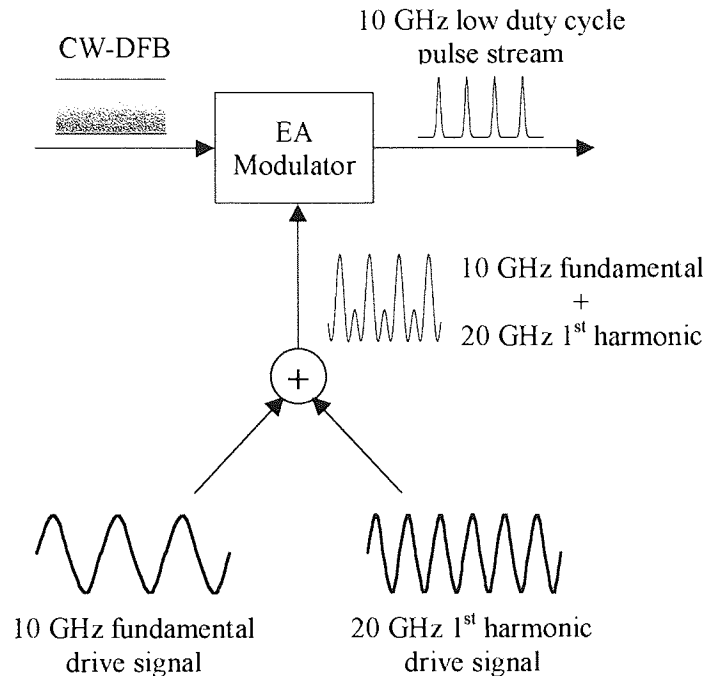 CW-DFB
10 GHz low duty cycle
pulse stream
EA
Modulator
10 GHz fundamental
+
20 GHz 1st harmonic
+
10 GHz fundamental
drive signal
20 GHz 1st harmonic
drive signal